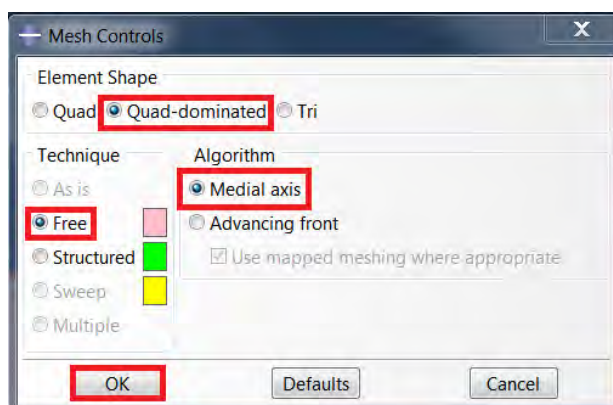 Mesh Controls
X
Element Shape
Quad Quad-dominated Tri
Technique
Algorithm
As is
Medial axis
Free
Advancing front
Structured
Use mapped meshing where appropriate
Sweep
Multiple
OK
Defaults
Cancel